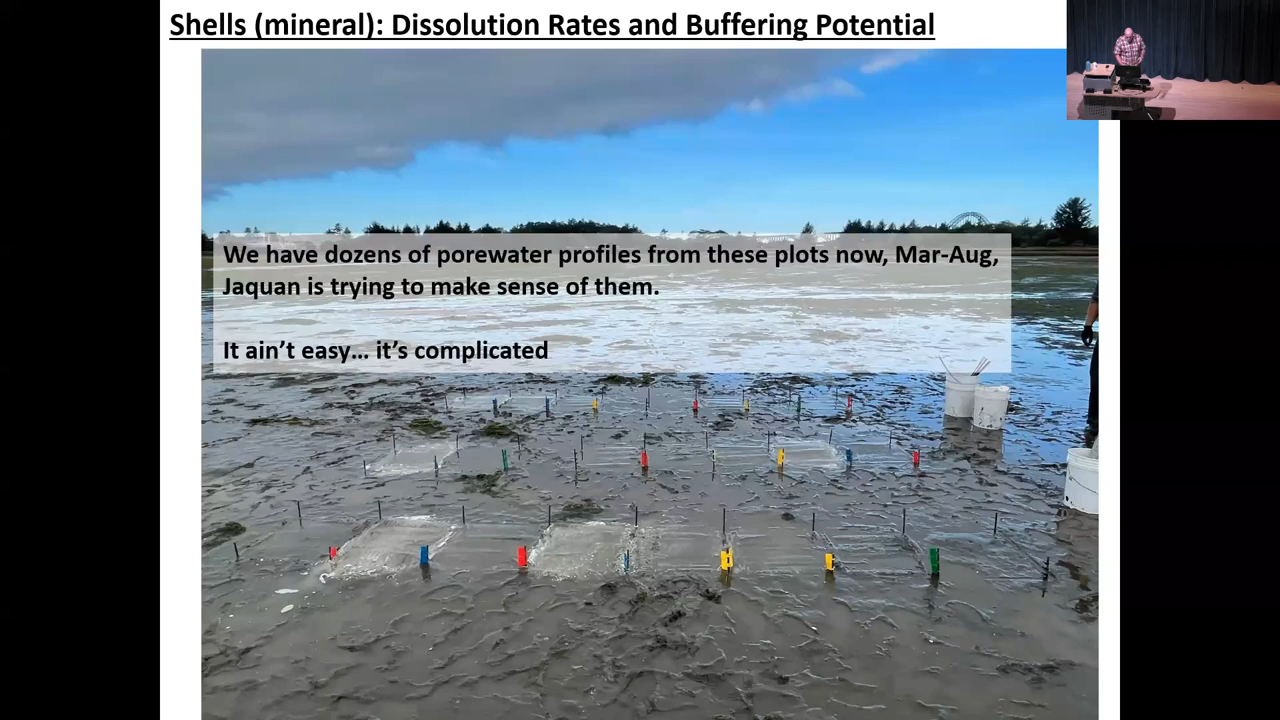 Shells (mineral): Dissolution Rates and Buffering Potential
We have dozens of porewater profiles from these plots now, Mar-Aug,
Jaquan is trying to make sense of them.
It ain’t easy… it’s complicated